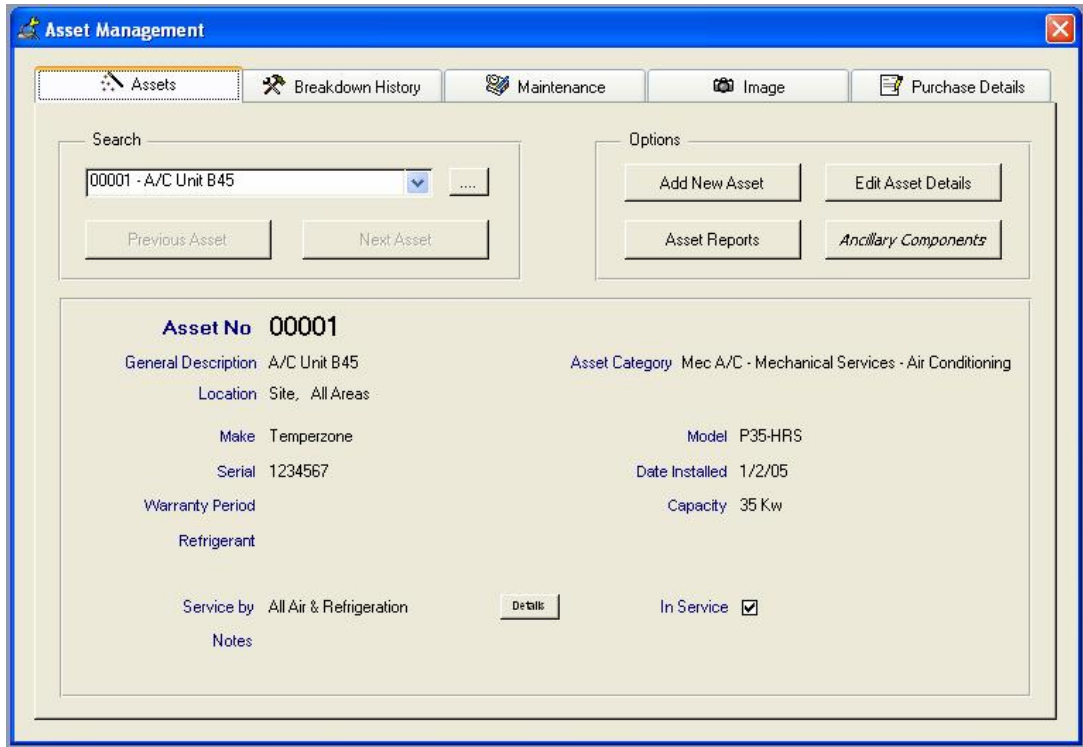 Asset Management
Assets
Breakdown History
Maintenance
Image
Purchase Details
Search
00001 - A/C Unit B45
....
Previous Asset
Next Asset
Options
Add New Asset
Edit Asset Details
Asset Reports
Ancillary Components
Asset No 00001
General Description A/C Unit B45
Asset Category Mec A/C - Mechanical Services - Air Conditioning
Location Site, All Areas
Make Temperzone
Model P35-HRS
Serial 1234567
Date Installed 1/2/05
Warranty Period
Capacity 35 Kw
Refrigerant
Service by All Air & Refrigeration
Details
In Service
Notes